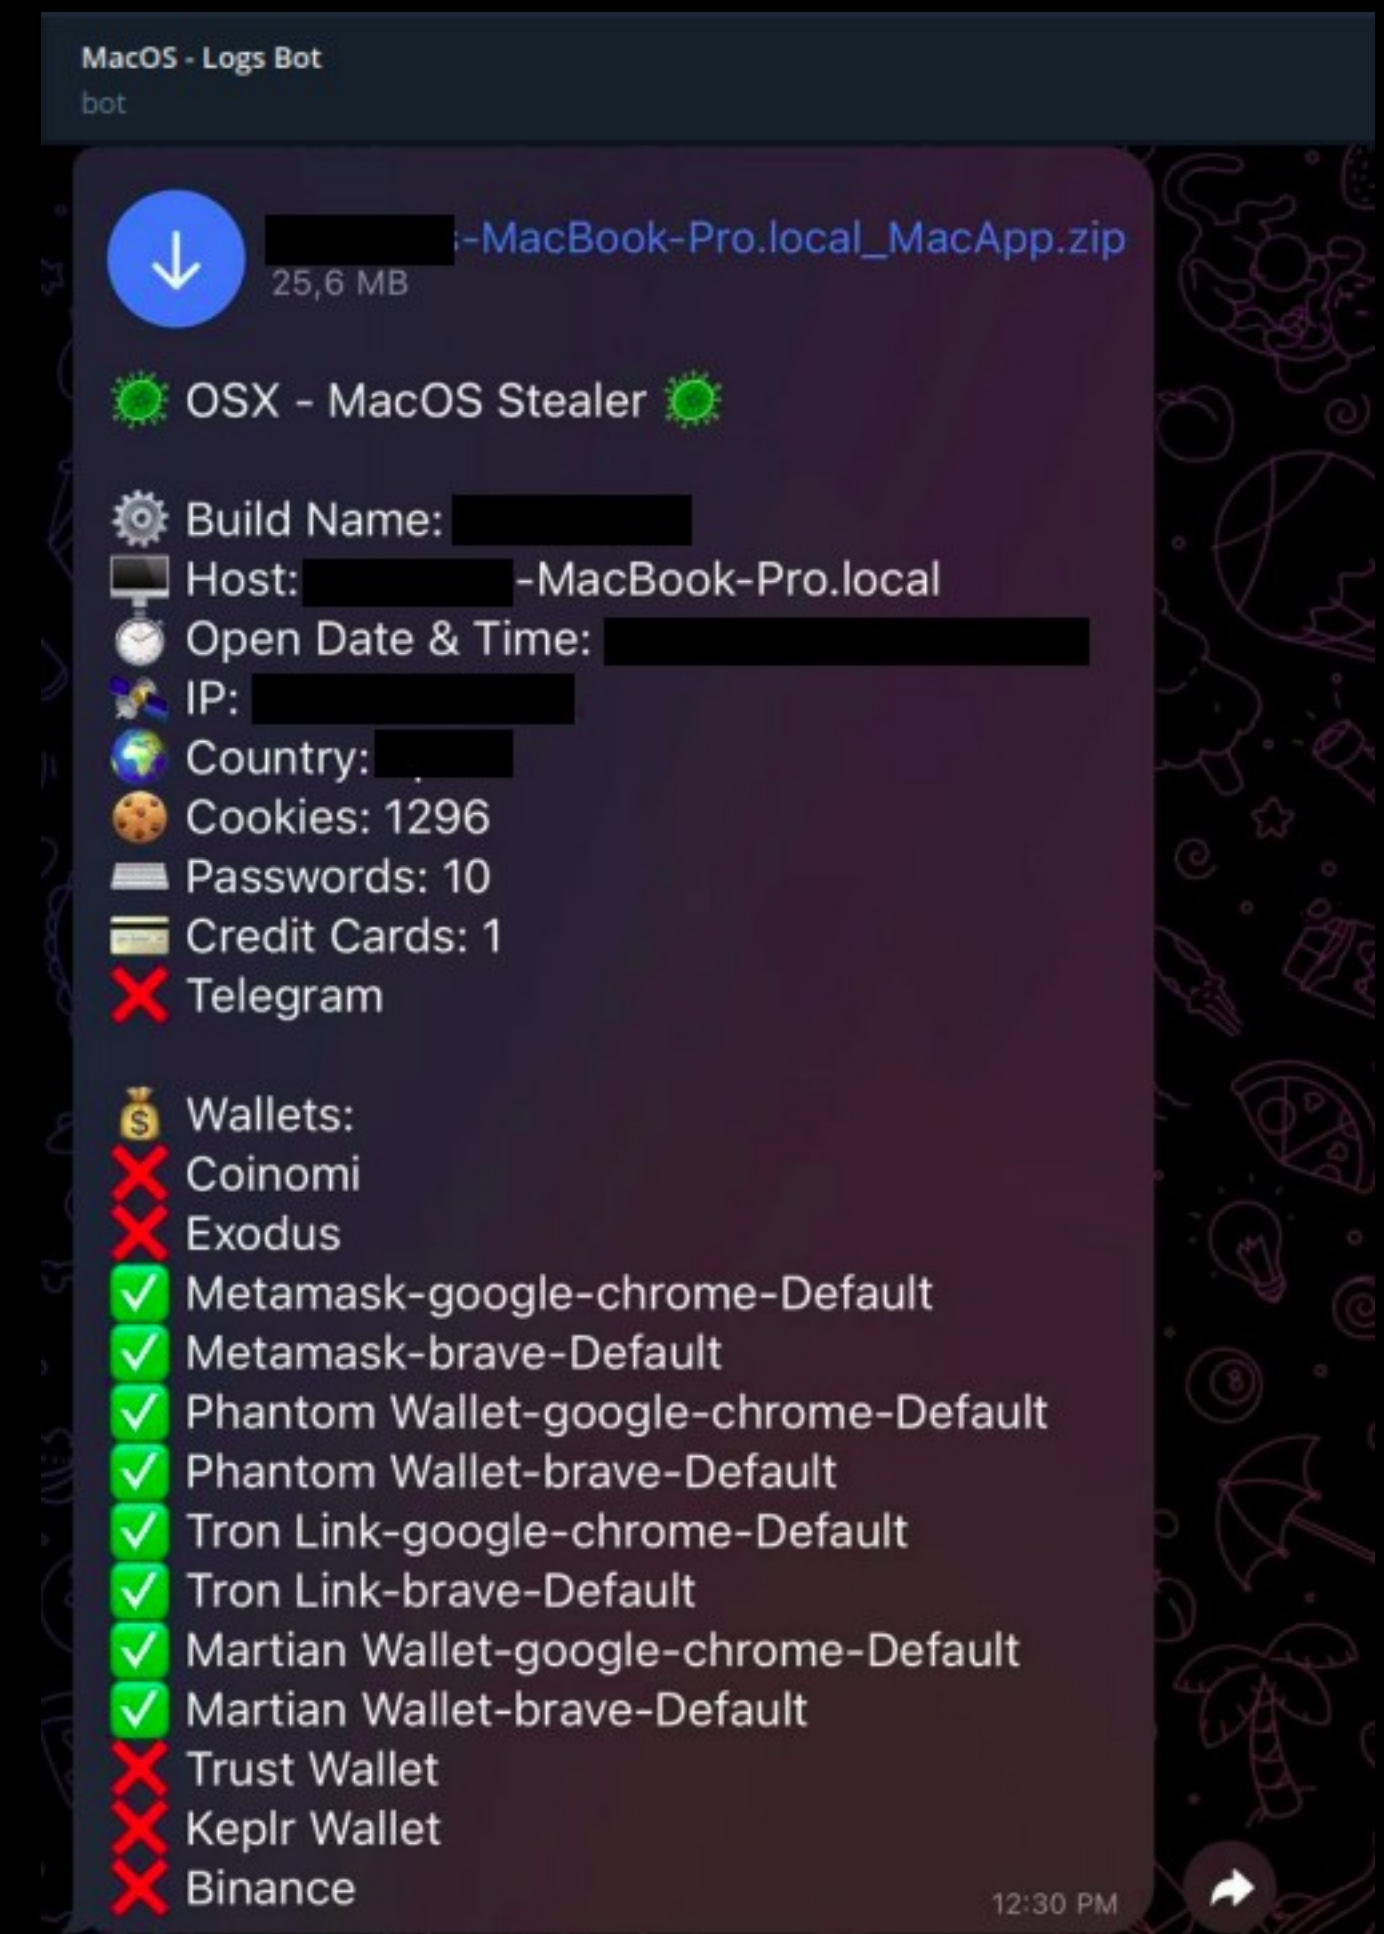 MacOS - Logs Bot
bot
-MacBook-Pro.local_MacApp.zip
25,6 MB
OSX - MacOS Stealer
Build Name:
Host: -MacBook-Pro.local
Open Date & Time:
IP:
Country:
Cookies: 1296
Passwords: 10
Credit Cards: 1
Telegram
Wallets:
Coinomi
Exodus
Metamask-google-chrome-Default
Metamask-brave-Default
Phantom Wallet-google-chrome-Default
Phantom Wallet-brave-Default
Tron Link-google-chrome-Default
Tron Link-brave-Default
Martian Wallet-google-chrome-Default
Martian Wallet-brave-Default
Trust Wallet
Keplr Wallet
Binance
12:30 PM